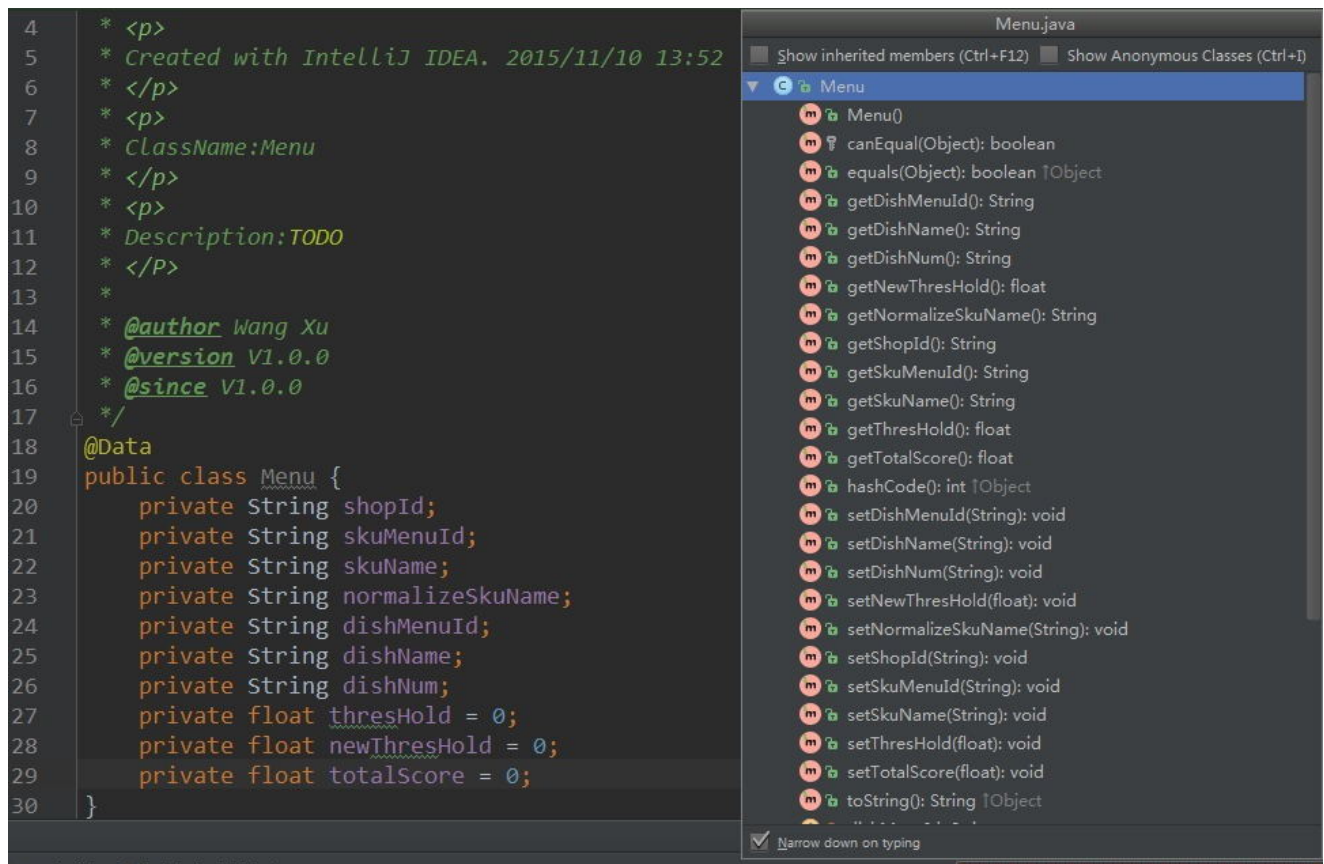 4 * <p>
5 * Created with IntelliJ IDEA. 2015/11/10 13:52
6 * </p>
7 * <p>
8 * ClassName:Menu
9 * </p>
10 * <p>
11 * Description:TODO
12 * </P>
13 *
14 * @author Wang Xu
15 * @version V1.0.0
16 * @since V1.0.0
17 */
18 @Data
19 public class Menu {
20 private String shopId;
21 private String skuMenuId;
22 private String skuName;
23 private String normalizeSkuName;
24 private String dishMenuId;
25 private String dishName;
26 private String dishNum;
27 private float thresHold = 0;
28 private float newThresHold = 0;
29 private float totalScore = 0;
30 }
Menu.java
Show inherited members (Ctrl+F12) Show Anonymous Classes (Ctrl+I)
C Menu
m Menu()
m canEqual(Object): boolean
m equals(Object): boolean ↑Object
m getDishMenuId(): String
m getDishName(): String
m getDishNum(): String
m getNewThresHold(): float
m getNormalizeSkuName(): String
m getShopId(): String
m getSkuMenuId(): String
m getSkuName(): String
m getThresHold(): float
m getTotalScore(): float
m hashCode(): int ↑Object
m setDishMenuId(String): void
m setDishName(String): void
m setDishNum(String): void
m setNewThresHold(float): void
m setNormalizeSkuName(String): void
m setShopId(String): void
m setSkuMenuId(String): void
m setSkuName(String): void
m setThresHold(float): void
m setTotalScore(float): void
m toString(): String ↑Object
Narrow down on typing